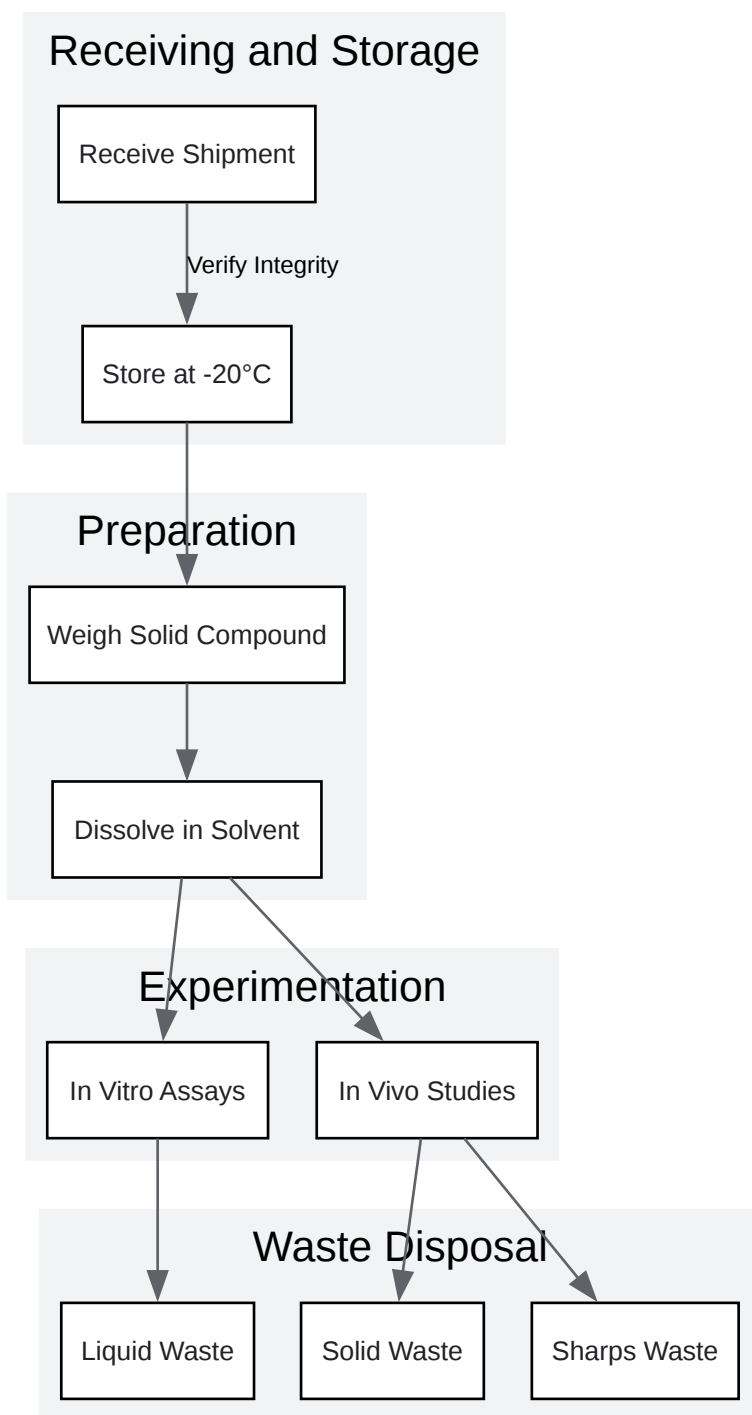 Receiving and Storage
Receive Shipment
Verify Integrity
Store at -20°C
Preparation
Weigh Solid Compound
Dissolve in Solvent
Experimentation
In Vitro Assays
In Vivo Studies
Waste Disposal
Liquid Waste
Solid Waste
Sharps Waste